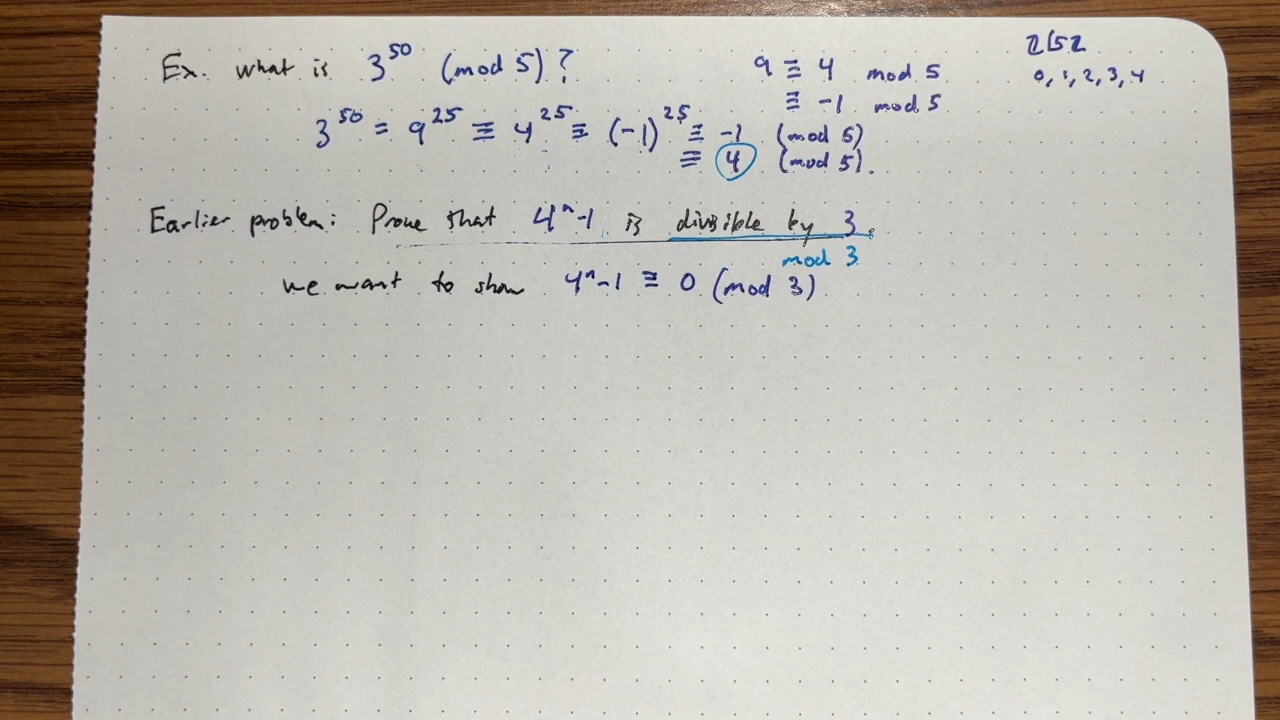 Ex. what is 3^50 (mod 5)?
9 ≡ 4 mod 5
≡ -1 mod 5
ℤ/5ℤ
0, 1, 2, 3, 4
3^50 = 9^25 ≡ 4^25 ≡ (-1)^25 ≡ -1 (mod 5)
≡ 4 (mod 5).
Earlier problem: Prove that 4^n-1 is divisible by 3.
mod 3
we want to show 4^n-1 ≡ 0 (mod 3)